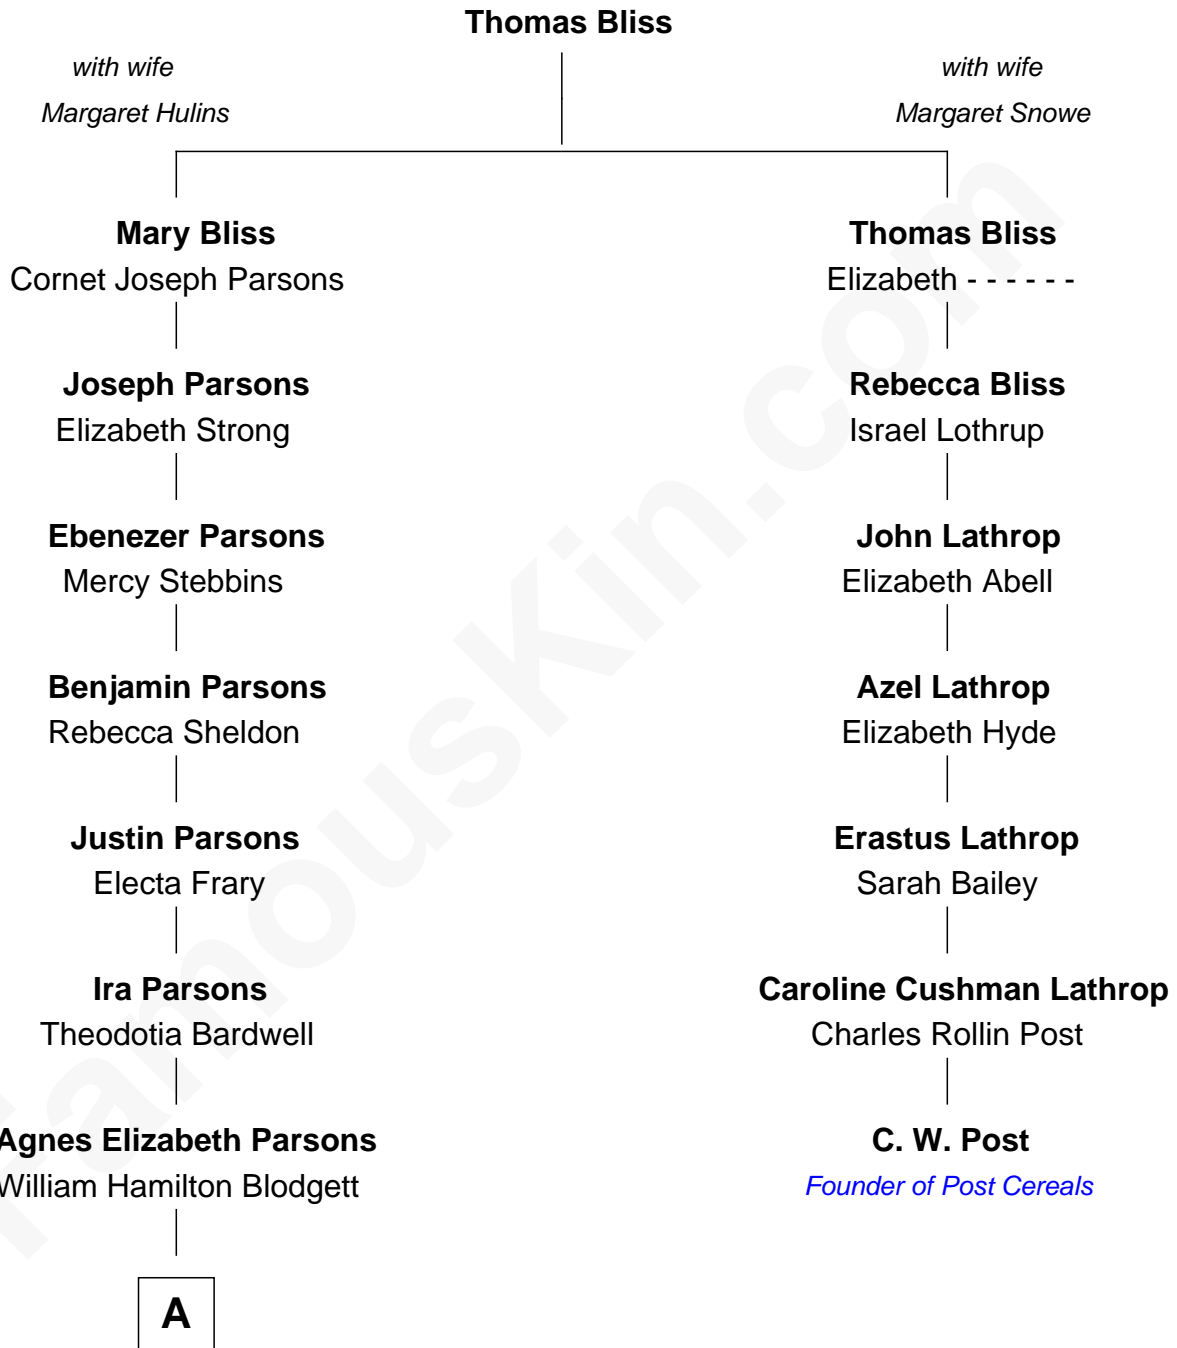 Thomas Bliss
with wife
Margaret Hulins
with wife
Margaret Snowe
Mary Bliss
Cornet Joseph Parsons
Thomas Bliss
Elizabeth - - - - - -
Joseph Parsons
Elizabeth Strong
Rebecca Bliss
Israel Lothrup
Ebenezer Parsons
Mercy Stebbins
John Lathrop
Elizabeth Abell
Benjamin Parsons
Rebecca Sheldon
Azel Lathrop
Elizabeth Hyde
Justin Parsons
Electa Frary
Erastus Lathrop
Sarah Bailey
Ira Parsons
Theodotia Bardwell
Caroline Cushman Lathrop
Charles Rollin Post
Agnes Elizabeth Parsons
William Hamilton Blodgett
C. W. Post
Founder of Post Cereals
A
FamousKin.com